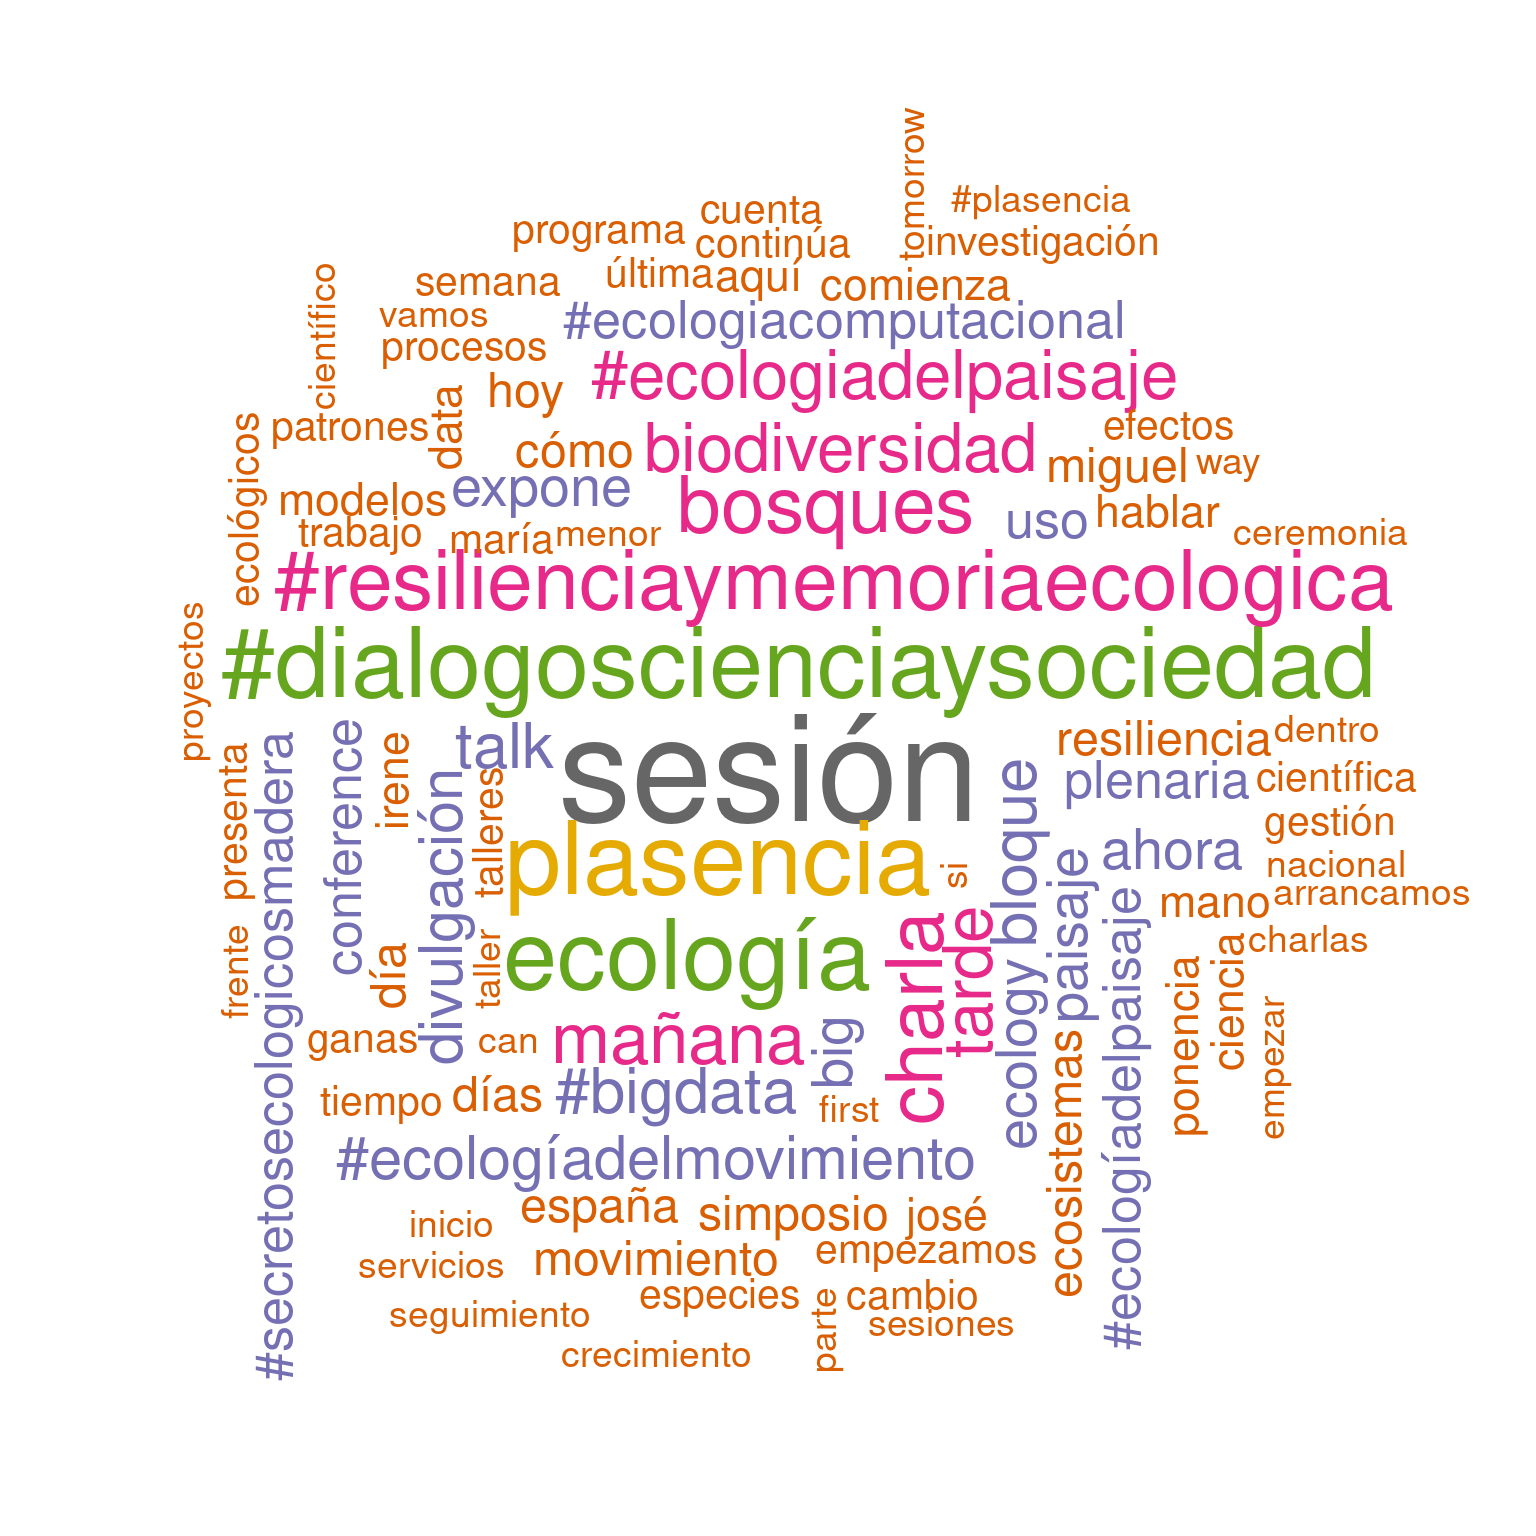 tomorrow
#plasencia
cuenta
programa
continúa
investigación
última
aquí
semana
comienza
científico
vamos
#ecologiacomputacional
procesos
#ecologiadelpaisaje
hoy
data
patrones
efectos
ecológicos
cómo
biodiversidad
miguel
way
expone
modelos
bosques
uso
hablar
trabajo
maría
menor
ceremonia
#resilienciaymemoriaecologica
proyectos
#dialogoscienciaysociedad
#secretosecologicosmadera
presenta
conference
irene
talk
sesión
resiliencia
dentro
divulgación
talleres
bloque
plenaria
científica
plasencia
si
gestión
paisaje
ahora
nacional
arrancamos
mano
#ecologíadelpaisaje
frente
día
taller
ecología
charla
tarde
ecology
charlas
ciencia
ponencia
empezar
ganas
can
mañana
big
tiempo
días
#bigdata
first
ecosistemas
#ecologíadelmovimiento
inicio
españa
simposio
josé
servicios
movimiento
empezamos
seguimiento
especies
parte
cambio
sesiones
crecimiento